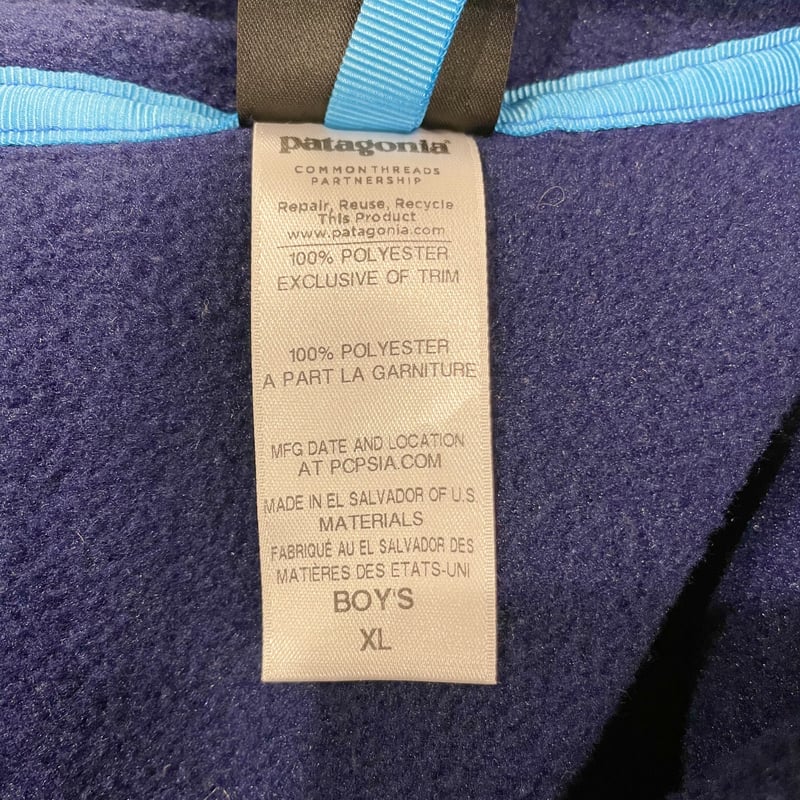 patagonia
COMMONTHREADS
PARTNERSHIP
Repair, Reuse, Recycle
This Product
www.patagonia.com
100% POLYESTER
EXCLUSIVE OF TRIM
100% POLYESTER
A PART LA GARNITURE
MFG DATE AND LOCATION
AT PCPSIA.COM
MADE IN EL SALVADOR OF U.S.
MATERIALS
FABRIQUÉ AU EL SALVADOR DES
MATIÈRES DES ETATS-UNI
BOY'S
XL